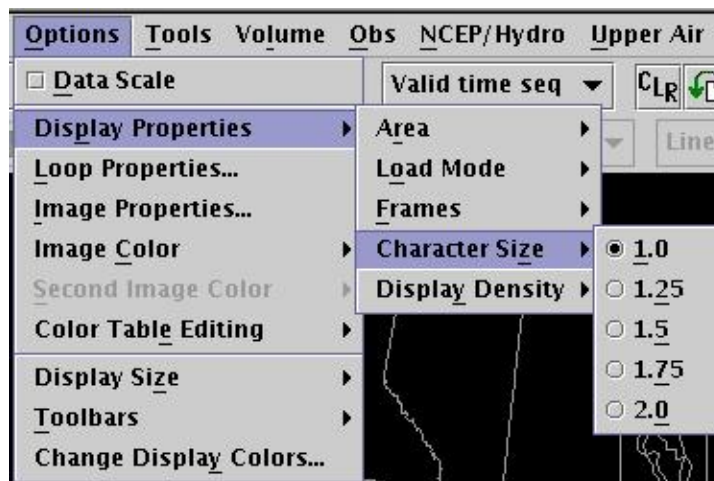 Options Tools Volume Obs NCEP/Hydro Upper Air
Data Scale
Valid time seq
CLR
Display Properties
Area
Line
Loop Properties...
Load Mode
Image Properties...
Frames
Image Color
Character Size
1.0
Second Image Color
Display Density
1.25
Color Table Editing
1.5
Display Size
1.75
Toolbars
2.0
Change Display Colors...